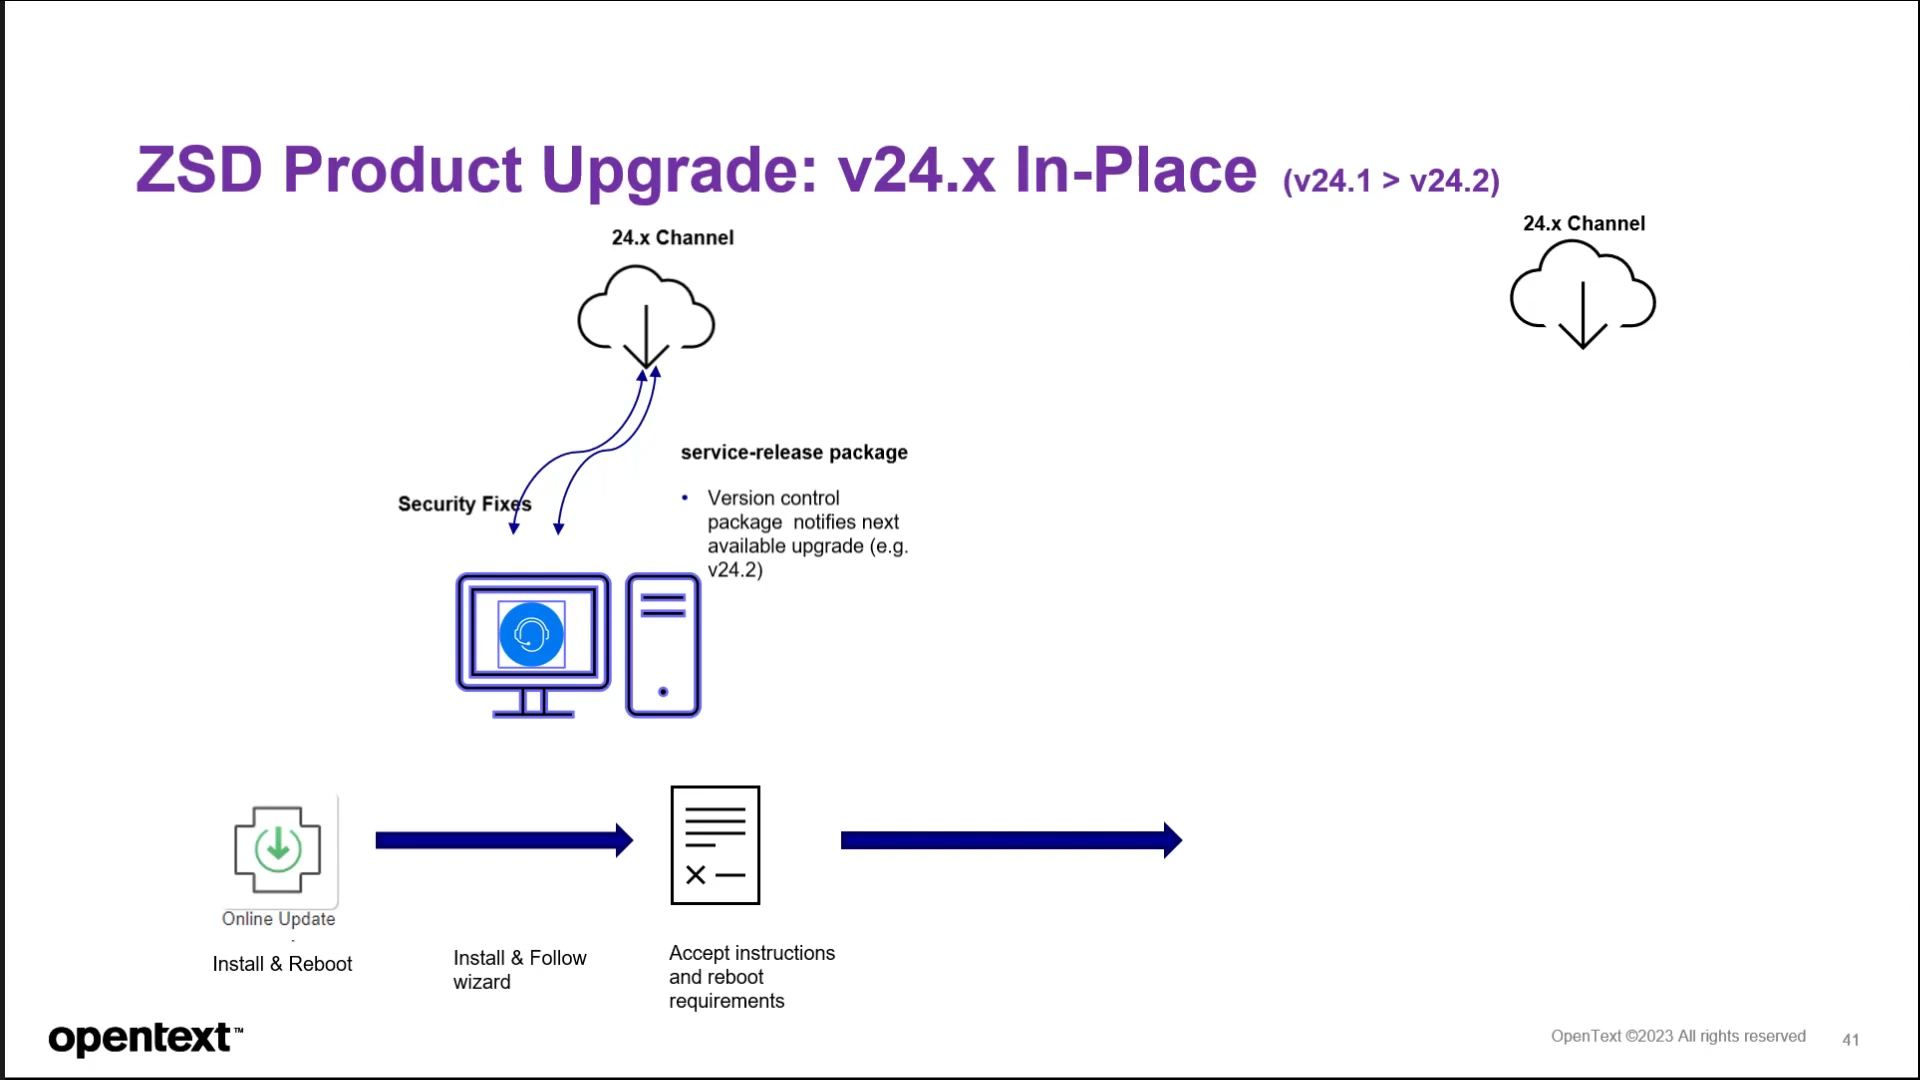 ZSD Product Upgrade: v24.x In-Place (v24.1 > v24.2)
24.x Channel
24.x Channel
service-release package
Security Fixes
• Version control
package  notifies next
available upgrade (e.g.
v24.2)
Online Update
Install & Reboot
Install & Follow
wizard
Accept instructions
and reboot
requirements
opentext™
OpenText ©2023 All rights reserved
41